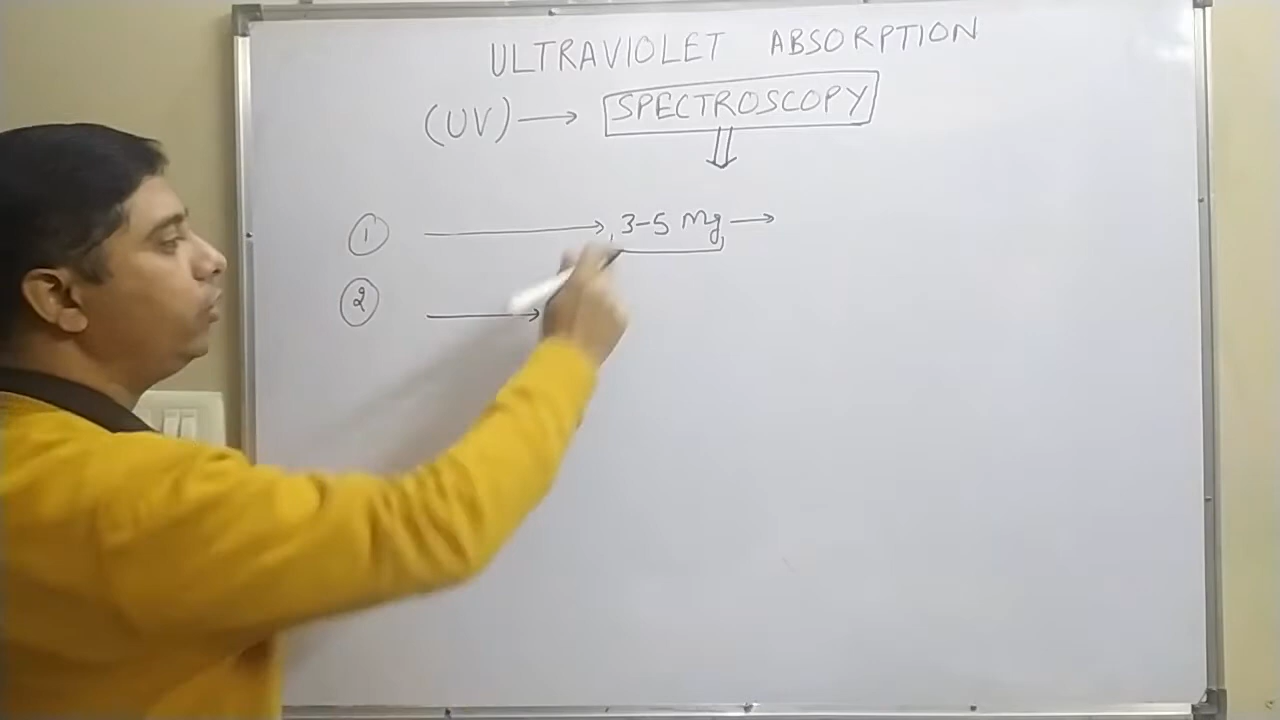 ULTRAVIOLET ABSORPTION
(UV) → SPECTROSCOPY
1 → 3-5 Mg →
2 →